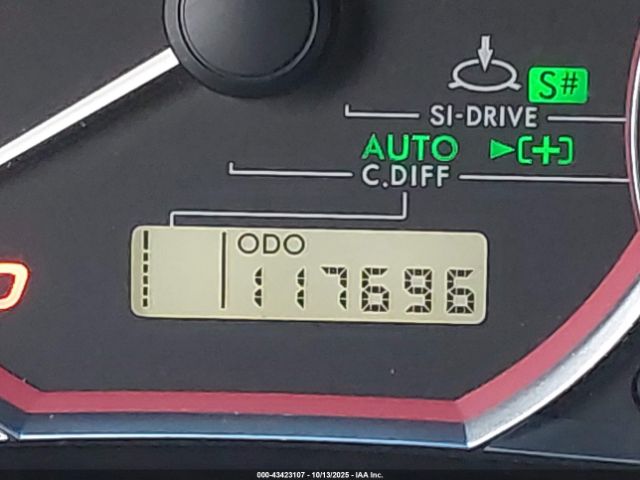 S#
SI-DRIVE
AUTO [+]
C.DIFF
ODO
117696
000-43423107 - 10/13/2025 - IAA Inc.